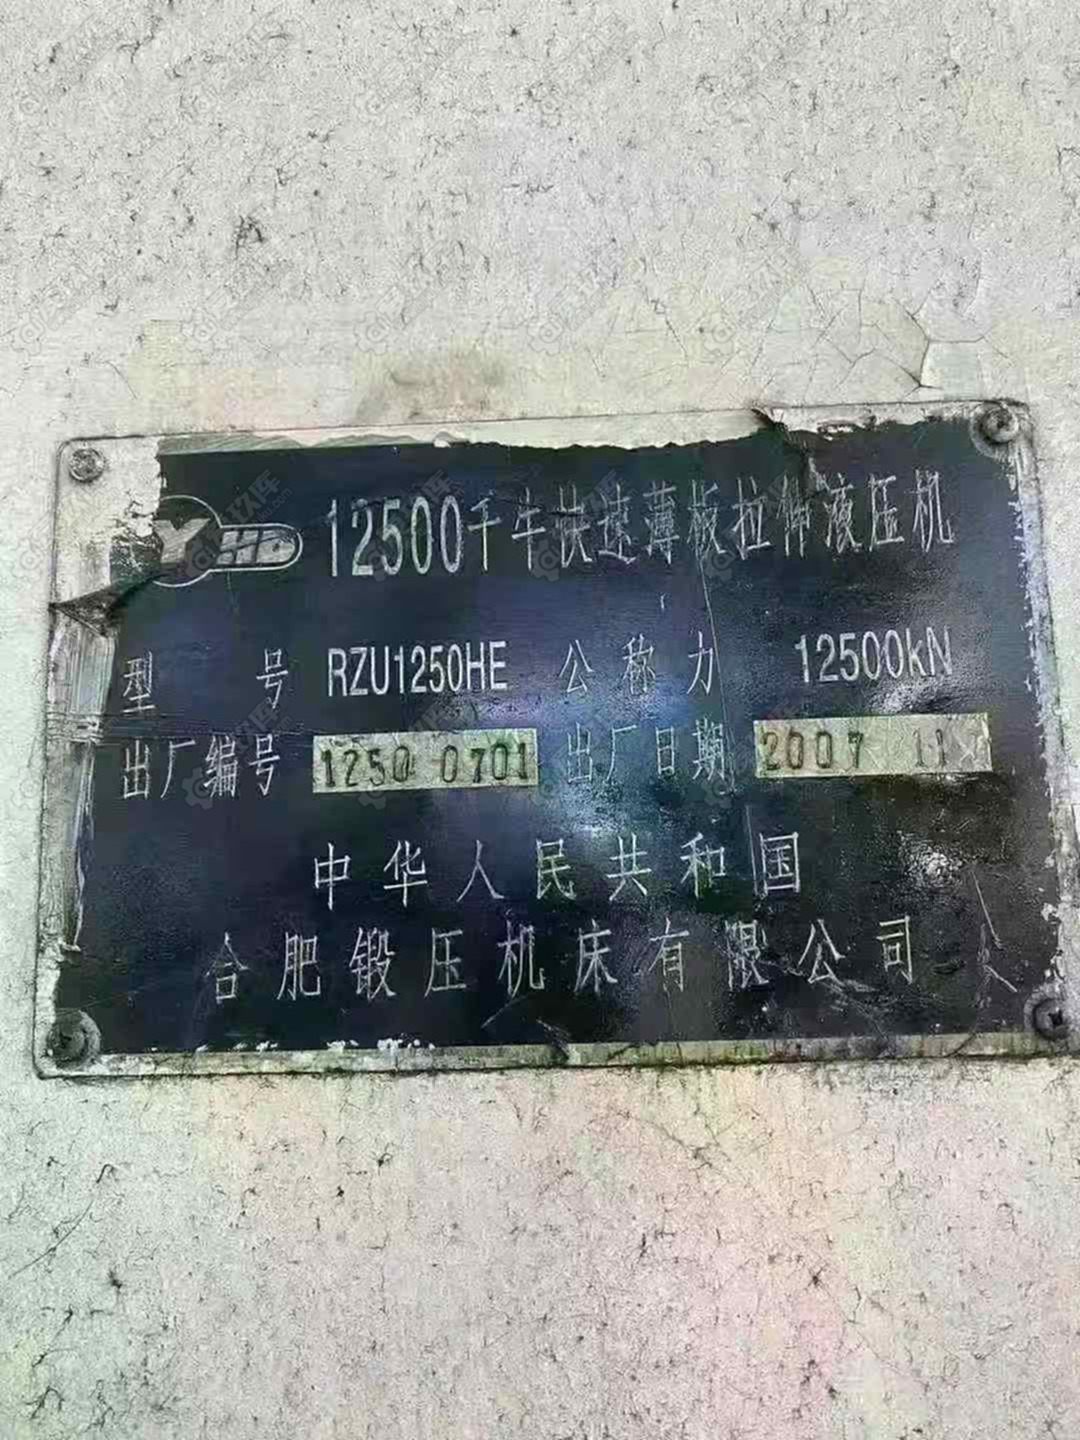 YHD 12500千牛快速薄板拉伸液压机
型 号 RZU1250HE 公称力 12500kN
出厂编号 1250 0701 出厂日期 2007 11
中华人民共和国
合肥锻压机床有限公司